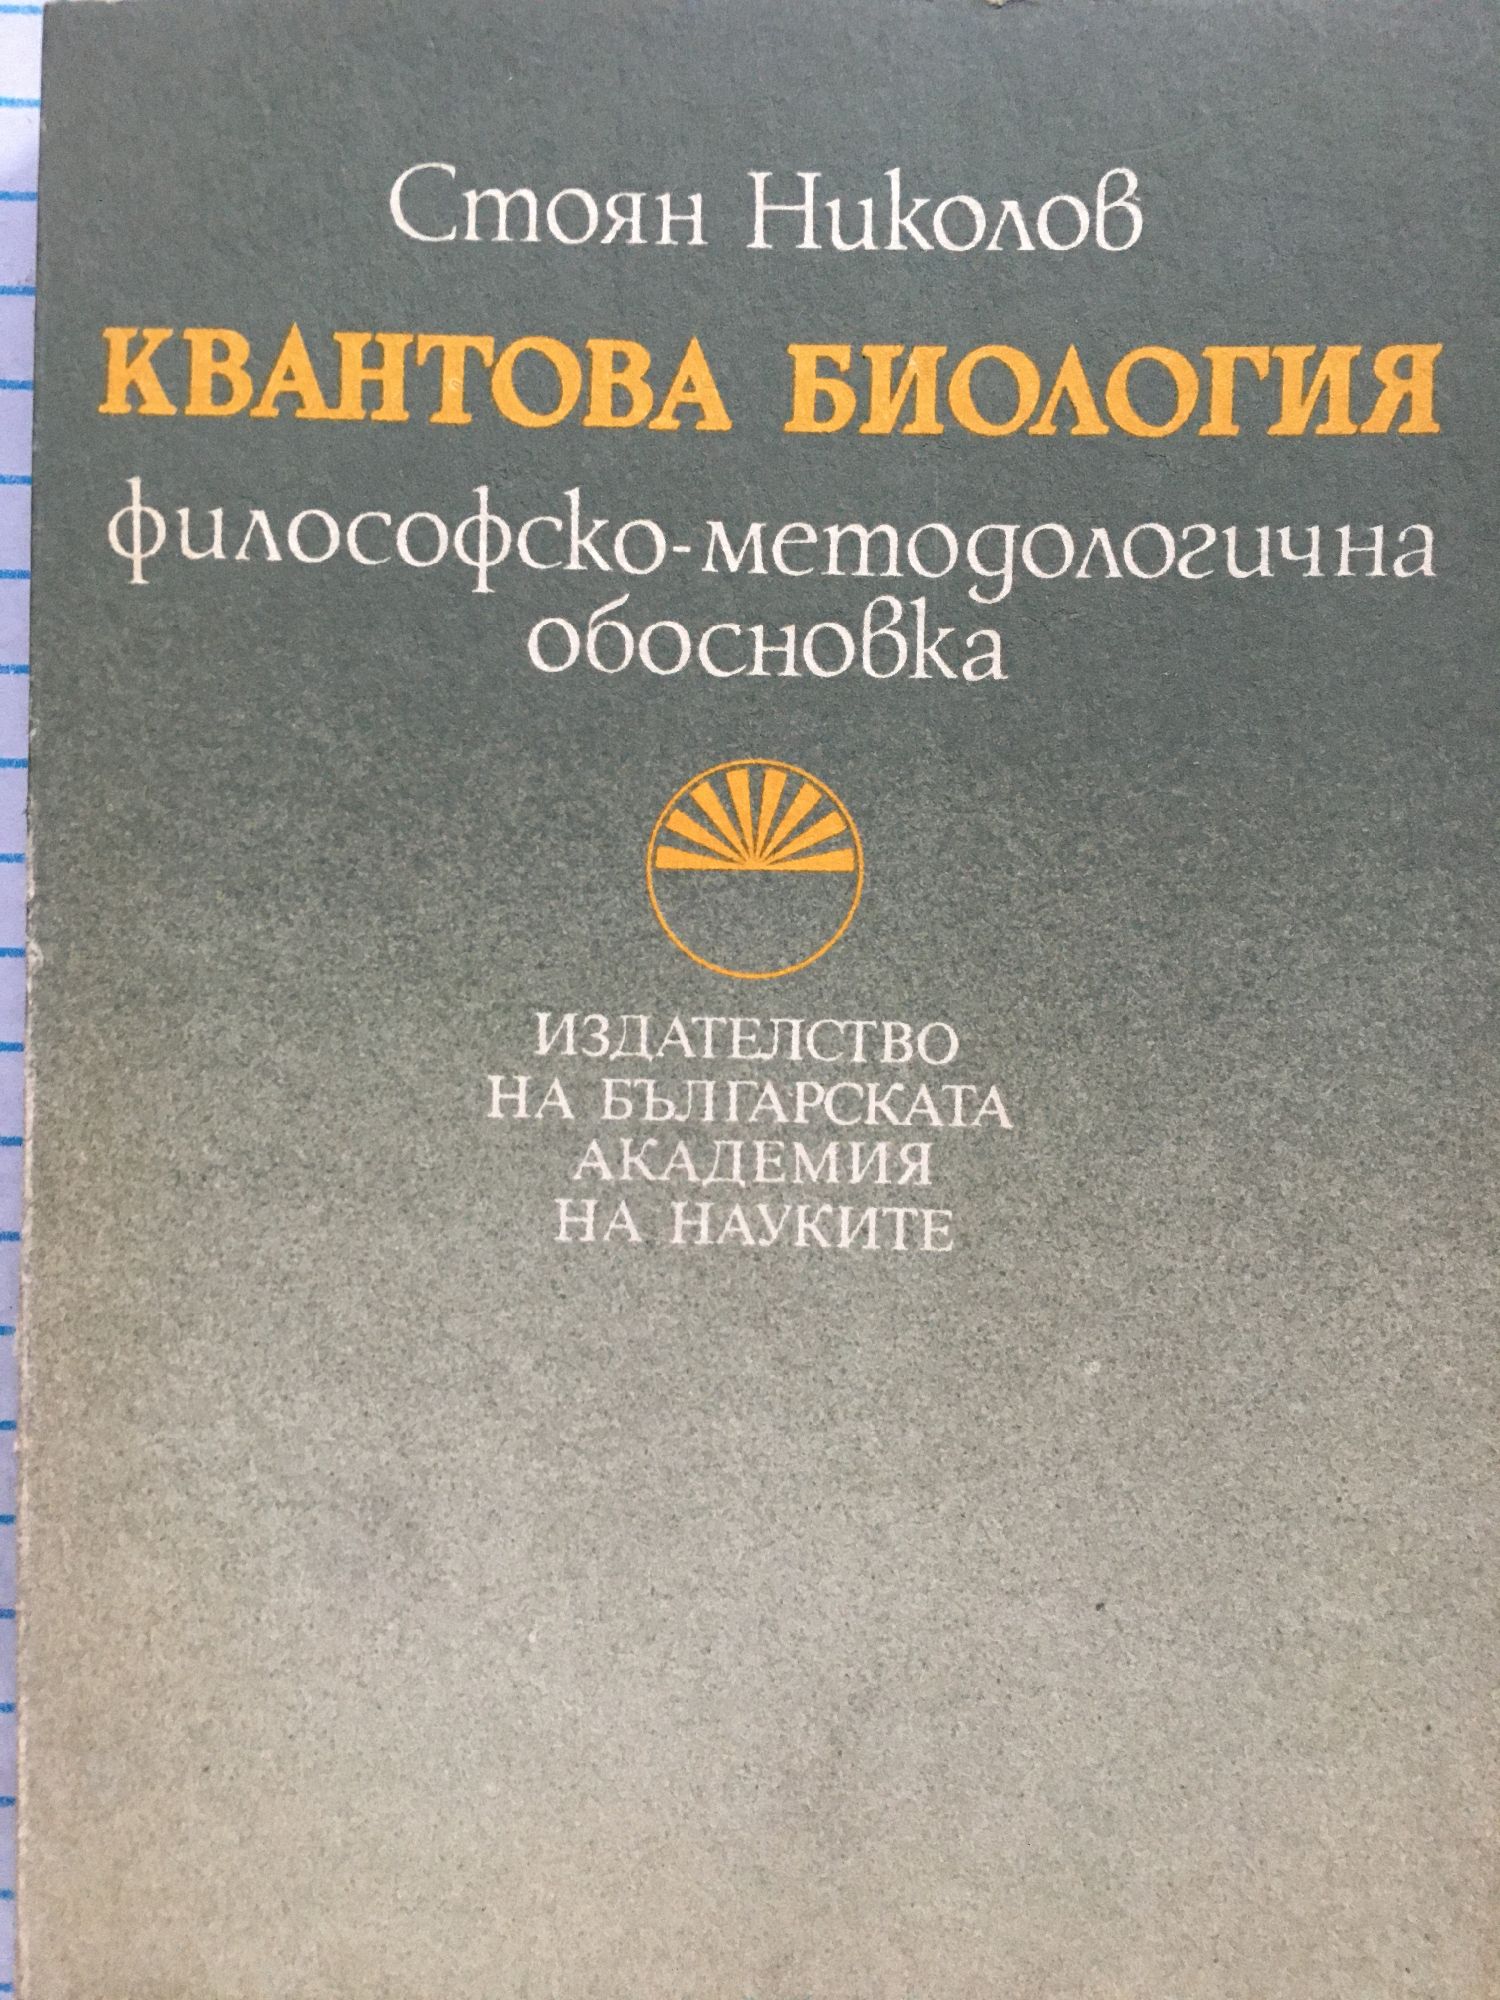 Стоян Николов
КВАНТОВА БИОЛОГИЯ
философско-методологична
обосновка
ИЗДАТЕЛСТВО
НА БЪЛГАРСКАТА
АКАДЕМИЯ
НА НАУКИТЕ